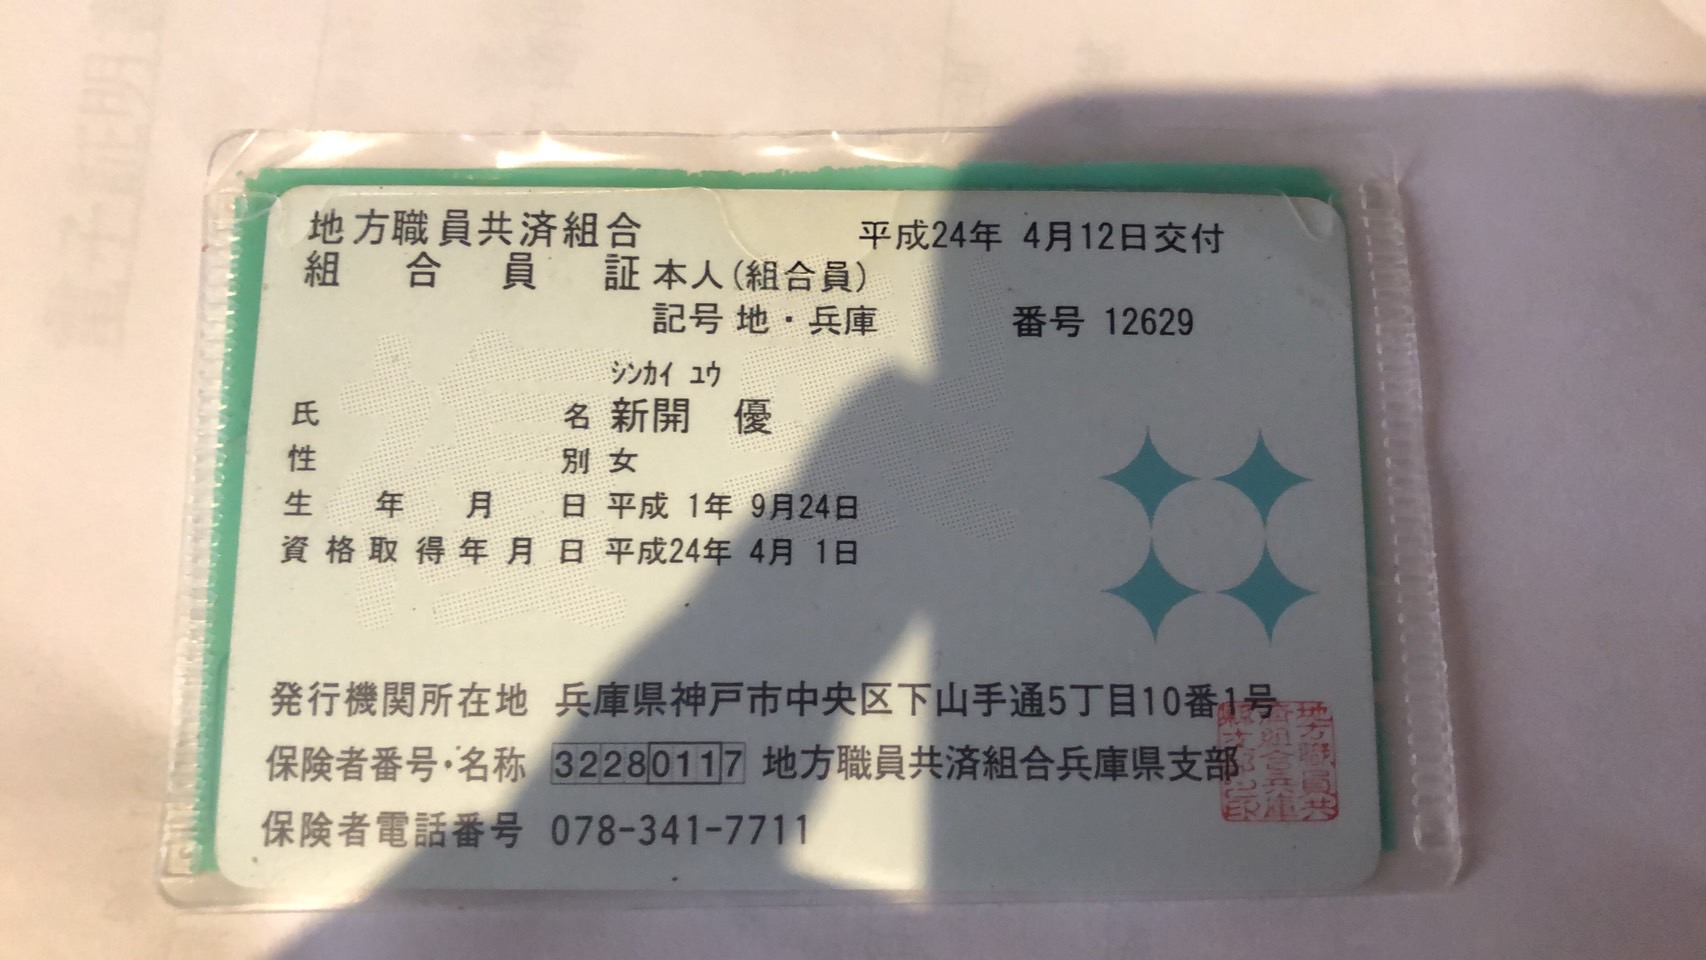 地方職員共済組合 平成24年 4月12日交付
組合員証 本人(組合員)
記号 地・兵庫 番号 12629
ｼﾝｶｲ ﾕｳ
氏名 新開 優
性別 女
生年月日 平成 1年 9月24日
資格取得年月日 平成24年 4月 1日
発行機関所在地 兵庫県神戸市中央区下山手通5丁目10番1号
保険者番号・名称 32280117 地方職員共済組合兵庫県支部
保険者電話番号 078-341-7711